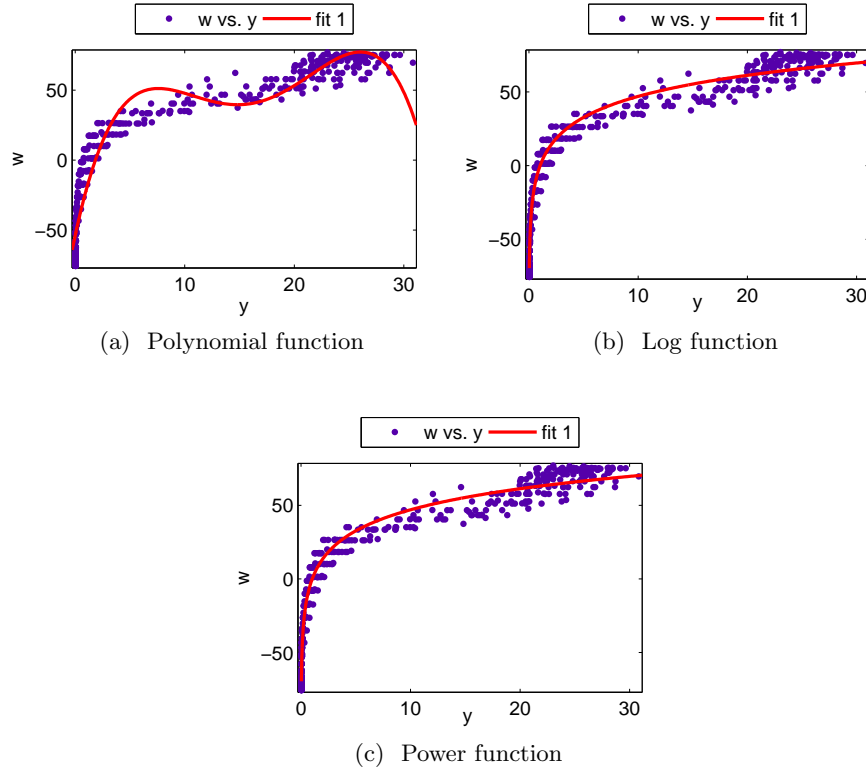 w vs. y fit 1
50
0
−50
w
0 10 20 30
y
(a) Polynomial function
w vs. y fit 1
50
0
−50
w
0 10 20 30
y
(b) Log function
w vs. y fit 1
50
0
−50
w
0 10 20 30
y
(c) Power function